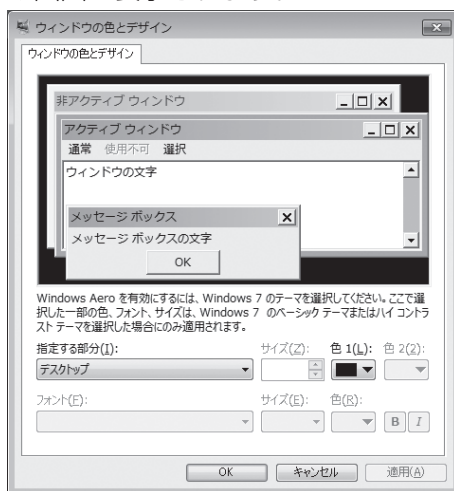 ウィンドウの色とデザイン
ウィンドウの色とデザイン
非アクティブ ウィンドウ
アクティブ ウィンドウ
通常 使用不可 選択
ウィンドウの文字
メッセージ ボックス
メッセージ ボックスの文字
OK
Windows Aero を有効にするには、Windows 7 のテーマを選択してください。ここで選
択した一部の色、フォント、サイズは、Windows 7 のベーシック テーマまたはハイ コントラ
スト テーマを選択した場合にのみ適用されます。
指定する部分(I): サイズ(Z): 色 1(L): 色 2(2):
デスクトップ
フォント(F): サイズ(E): 色(R):
B I
OK キャンセル 適用(A)